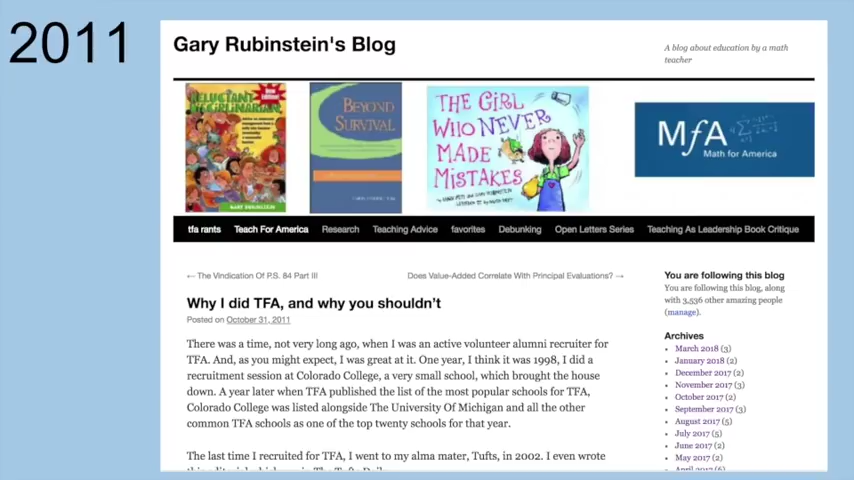 2011
Gary Rubinstein's Blog
A blog about education by a math
teacher
RELUCTANT
DISCIPLINARIAN
GARY RUBINSTEIN
BEYOND
SURVIVAL
THE GIRL
WHO NEVER
MADE
MISTAKES
MfA
Math for America
tfa rants Teach For America Research Teaching Advice favorites Debunking Open Letters Series Teaching As Leadership Book Critique
← The Vindication Of P.S. 84 Part III
Does Value-Added Correlate With Principal Evaluations? →
Why I did TFA, and why you shouldn't
Posted on October 31, 2011
There was a time, not very long ago, when I was an active volunteer alumni recruiter for
TFA. And, as you might expect, I was great at it. One year, I think it was 1998, I did a
recruitment session at Colorado College, a very small school, which brought the house
down. A year later when TFA published the list of the most popular schools for TFA,
Colorado College was listed alongside The University Of Michigan and all the other
common TFA schools as one of the top twenty schools for that year.
The last time I recruited for TFA, I went to my alma mater, Tufts, in 2002. I even wrote
You are following this blog
You are following this blog, along
with 3,536 other amazing people
(manage).
Archives
March 2018 (3)
January 2018 (2)
December 2017 (2)
November 2017 (3)
October 2017 (2)
September 2017 (3)
August 2017 (5)
July 2017 (5)
June 2017 (2)
May 2017 (2)
April 2017 (6)